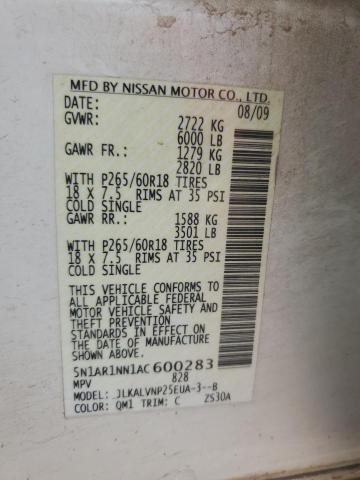 MFD BY NISSAN MOTOR CO., LTD.
DATE: 08/09
GVWR: 2722 KG
6000 LB
GAWR FR.: 1279 KG
2820 LB
WITH P265/60R18 TIRES
18 X 7.5 RIMS AT 35 PSI
COLD SINGLE
GAWR RR.: 1588 KG
3501 LB
WITH P265/60R18 TIRES
18 X 7.5 RIMS AT 35 PSI
COLD SINGLE
THIS VEHICLE CONFORMS TO
ALL APPLICABLE FEDERAL
MOTOR VEHICLE SAFETY AND
THEFT PREVENTION
STANDARDS IN EFFECT ON
THE DATE OF MANUFACTURE
SHOWN ABOVE.
5N1AR1NN1AC600283
MPV 828
MODEL: JLKALVNP25EUA-3--B
COLOR: QM1 TRIM: C ZS30A